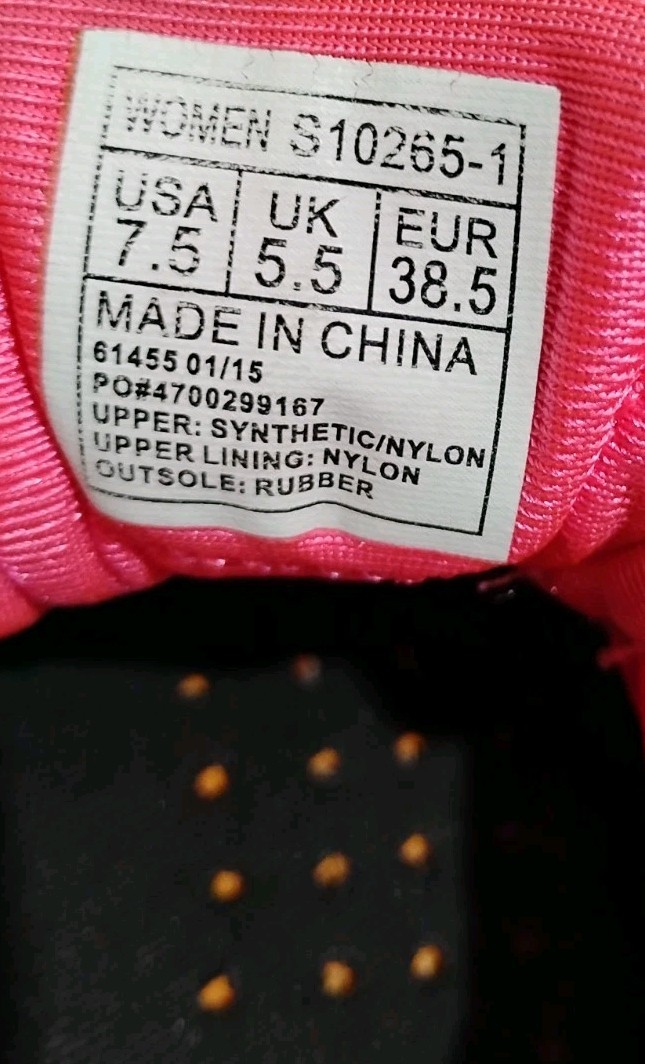 WOMEN S10265-1
USA UK EUR
7.5 5.5 38.5
MADE IN CHINA
61455 01/15
PO#4700299167
UPPER: SYNTHETIC/NYLON
UPPER LINING: NYLON
OUTSOLE: RUBBER